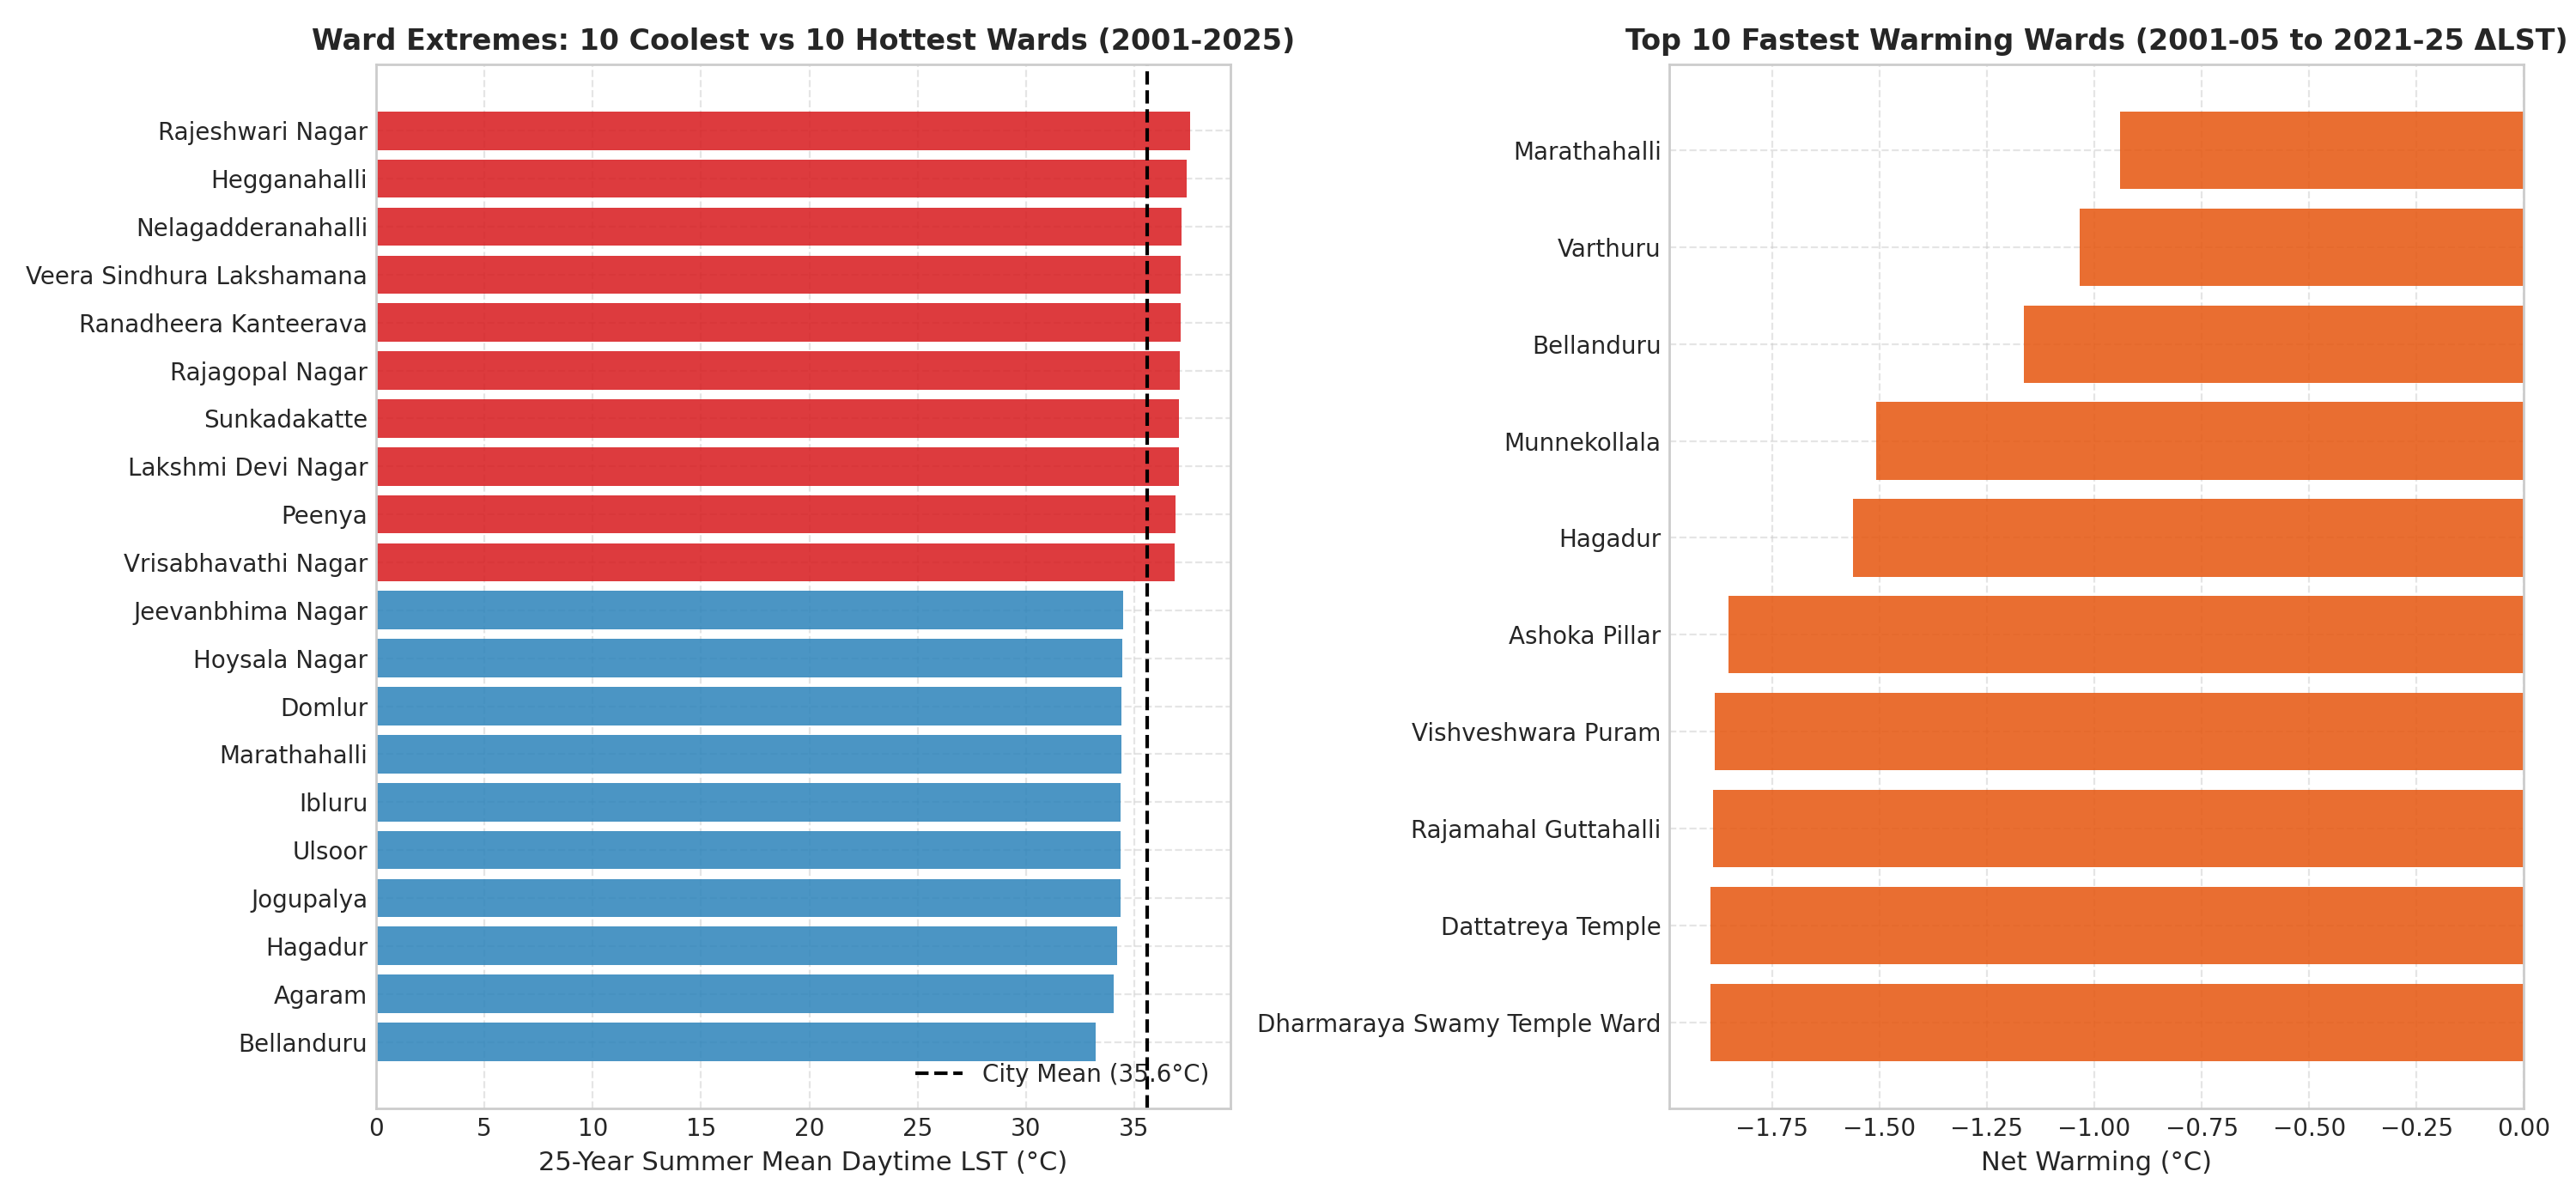 Ward Extremes: 10 Coolest vs 10 Hottest Wards (2001-2025)
Rajeshwari Nagar
Hegganahalli
Nelagadderanahalli
Veera Sindhura Lakshamana
Ranadheera Kanteerava
Rajagopal Nagar
Sunkadakatte
Lakshmi Devi Nagar
Peenya
Vrisabhavathi Nagar
Jeevanbhima Nagar
Hoysala Nagar
Domlur
Marathahalli
Ibluru
Ulsoor
Jogupalya
Hagadur
Agaram
Bellanduru
City Mean (35.6°C)
0 5 10 15 20 25 30 35
25-Year Summer Mean Daytime LST (°C)
Top 10 Fastest Warming Wards (2001-05 to 2021-25 ΔLST)
Marathahalli
Varthuru
Bellanduru
Munnekollala
Hagadur
Ashoka Pillar
Vishveshwara Puram
Rajamahal Guttahalli
Dattatreya Temple
Dharmaraya Swamy Temple Ward
−1.75 −1.50 −1.25 −1.00 −0.75 −0.50 −0.25 0.00
Net Warming (°C)